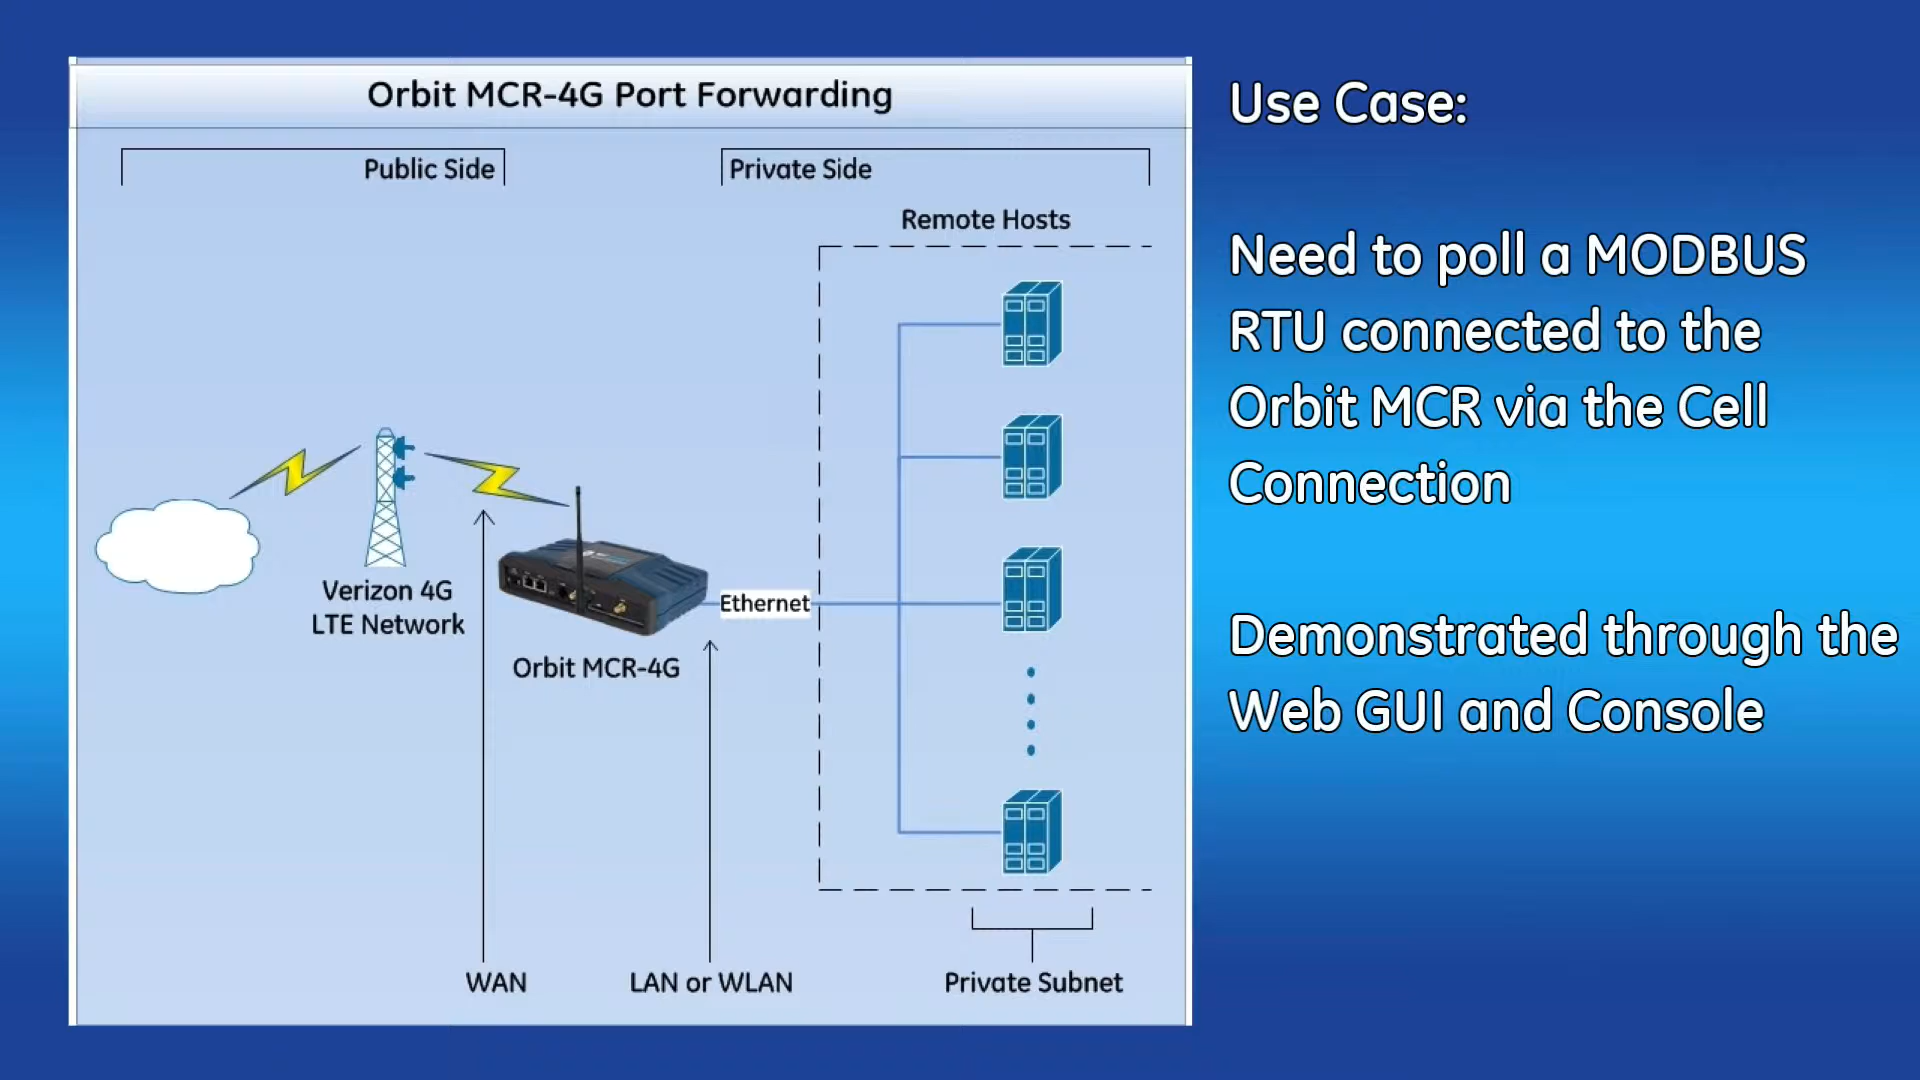 Orbit MCR-4G Port Forwarding
Public Side
Private Side
Remote Hosts
Verizon 4G
LTE Network
Orbit MCR-4G
Ethernet
WAN
LAN or WLAN
Private Subnet
Use Case:
Need to poll a MODBUS
RTU connected to the
Orbit MCR via the Cell
Connection
Demonstrated through the
Web GUI and Console